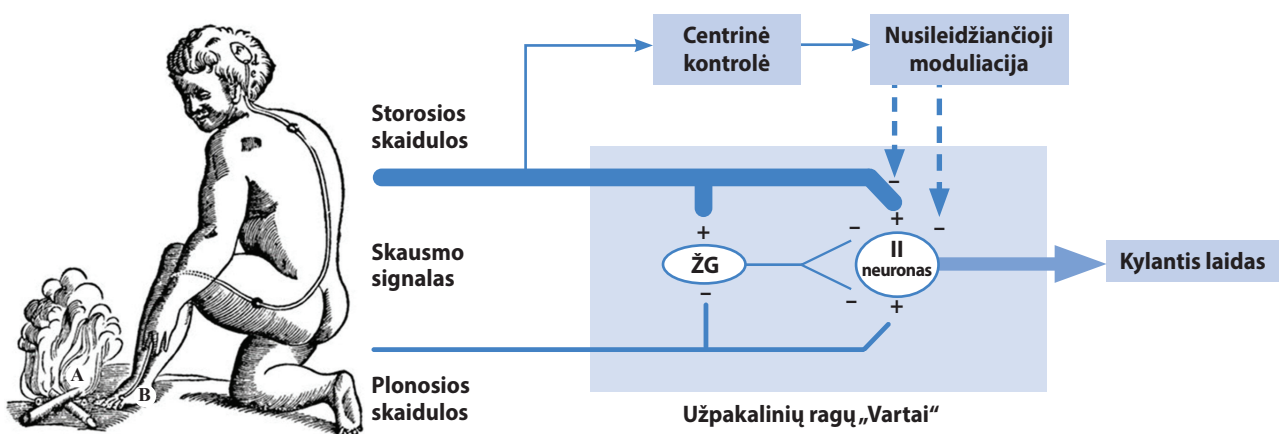 Centrinė
kontrolė
Nusileidžiančioji
moduliacija
Storosios
skaidulos
–
+
+
–
–
II
neuronas
ŽG
Skausmo
signalas
Kylantis laidas
–
–
+
A
B
Plonosios
skaidulos
Užpakalinių ragų „Vartai“